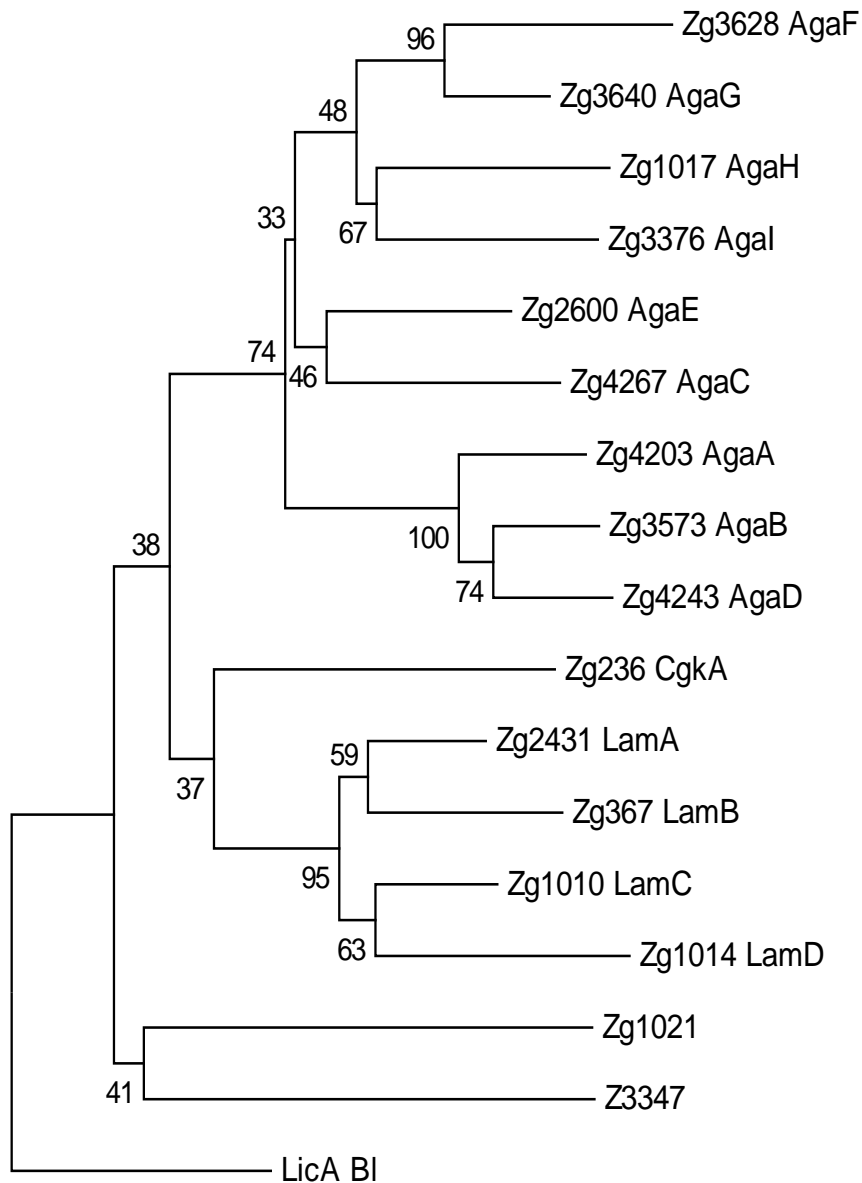 96
Zg3628 AgaF
Zg3640 AgaG
48
Zg1017 AgaH
33
67
Zg3376 AgaI
Zg2600 AgaE
74
46
Zg4267 AgaC
Zg4203 AgaA
100
Zg3573 AgaB
38
74
Zg4243 AgaD
Zg236 CgkA
Zg2431 LamA
59
37
Zg367 LamB
95
Zg1010 LamC
63
Zg1014 LamD
Zg1021
41
Z3347
LicA Bl